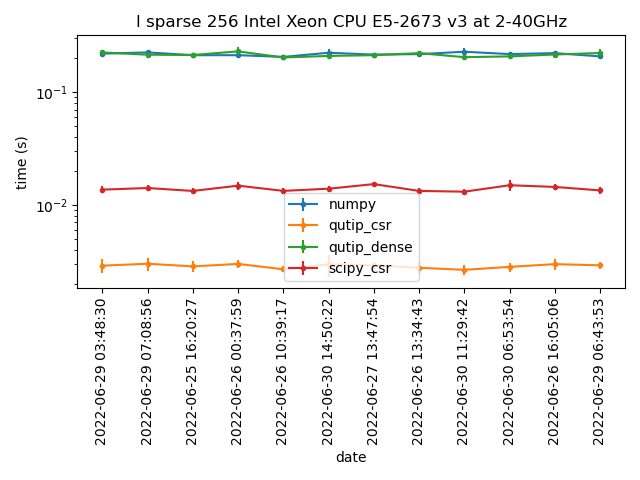 l sparse 256 Intel Xeon CPU E5-2673 v3 at 2-40GHz
time (s)
10⁻¹
10⁻²
numpy
qutip_csr
qutip_dense
scipy_csr
2022-06-29 03:48:30
2022-06-29 07:08:56
2022-06-25 16:20:27
2022-06-26 00:37:59
2022-06-26 10:39:17
2022-06-30 14:50:22
2022-06-27 13:47:54
2022-06-26 13:34:43
2022-06-30 11:29:42
2022-06-30 06:53:54
2022-06-26 16:05:06
2022-06-29 06:43:53
date